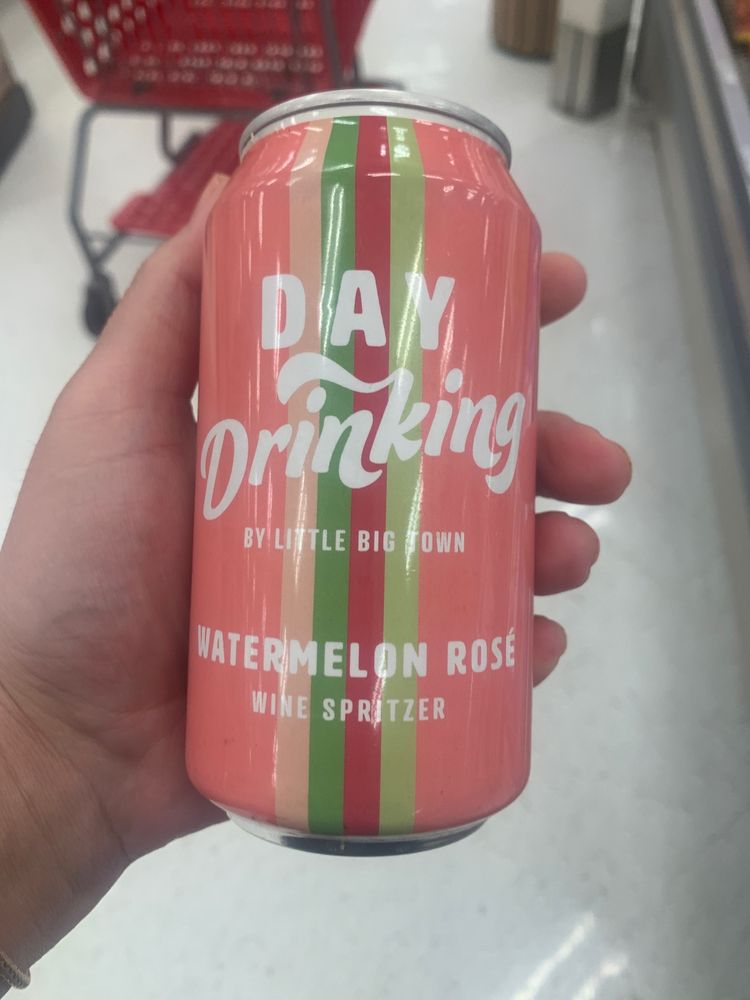 DAY
Drinking
BY LITTLE BIG TOWN
WATERMELON ROSÉ
WINE SPRITZER